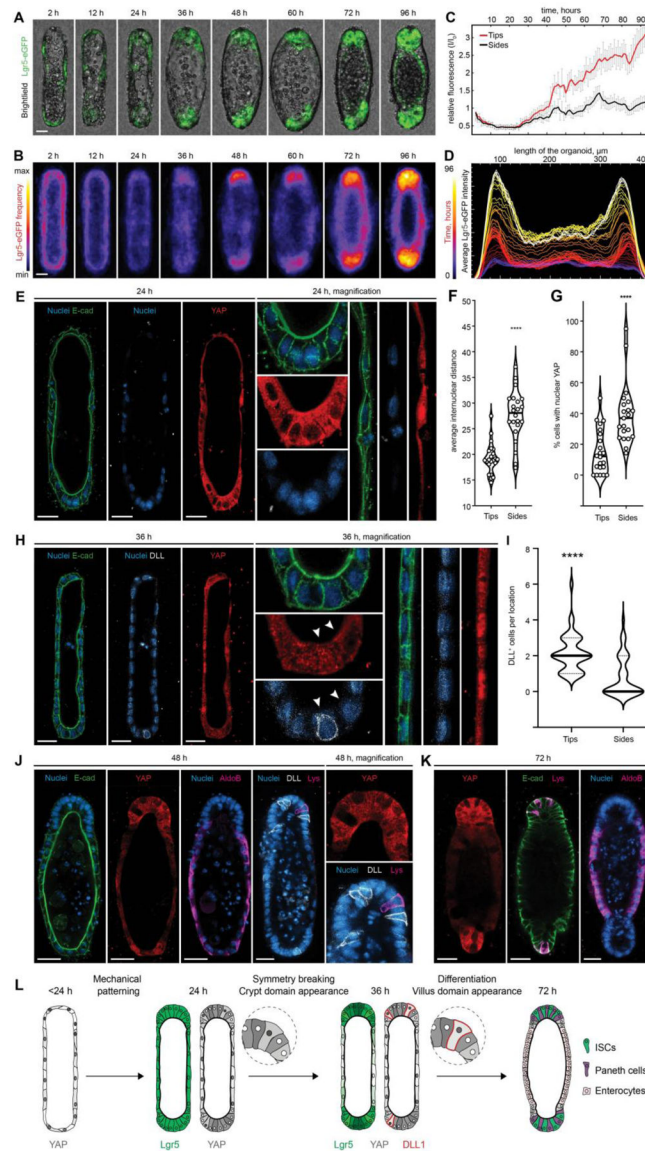 A
2 h 12 h 24 h 36 h 48 h 60 h 72 h 96 h
Brightfield Lgr5-eGFP
B
2 h 12 h 24 h 36 h 48 h 60 h 72 h 96 h
max
Lgr5-eGFP frequency
min
C
time, hours
10 20 30 40 50 60 70 80 90
Tips
Sides
relative fluorescence (I/I₀)
3
2.5
2
1.5
1
0.5
D
length of the organoid, µm
100 200 300 400
96
Time, hours
0
Average Lgr5-eGFP intensity
E
24 h
24 h, magnification
Nuclei E-cad
Nuclei
YAP
F
****
average internuclear distance
40
35
30
25
20
15
10
Tips Sides
G
****
% cells with nuclear YAP
100
80
60
40
20
0
Tips Sides
H
36 h
36 h, magnification
Nuclei E-cad
Nuclei DLL
YAP
I
****
DLL⁺ cells per location
8
6
4
2
0
Tips Sides
J
48 h
48 h, magnification
Nuclei E-cad
YAP
Nuclei AldoB
Nuclei DLL Lys
YAP
Nuclei DLL Lys
K
72 h
YAP
E-cad Lys
Nuclei AldoB
L
<24 h
Mechanical patterning
24 h
Symmetry breaking
Crypt domain appearance
36 h
Differentiation
Villus domain appearance
72 h
YAP
Lgr5 YAP
Lgr5 YAP DLL1
ISCs
Paneth cells
Enterocytes